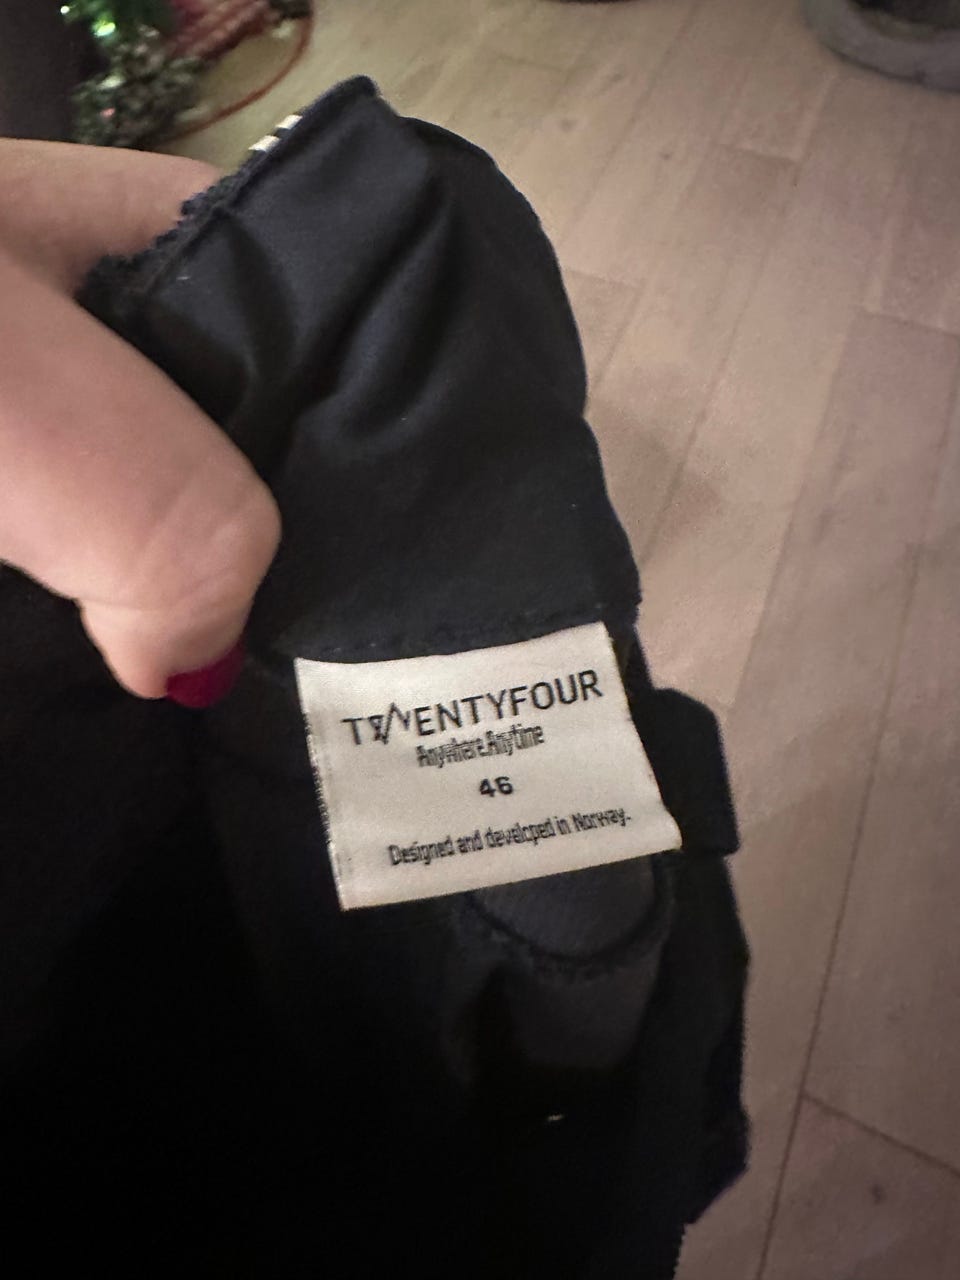 TWENTYFOUR
Anywhere.Anytime
46
Designed and developed in Norway.